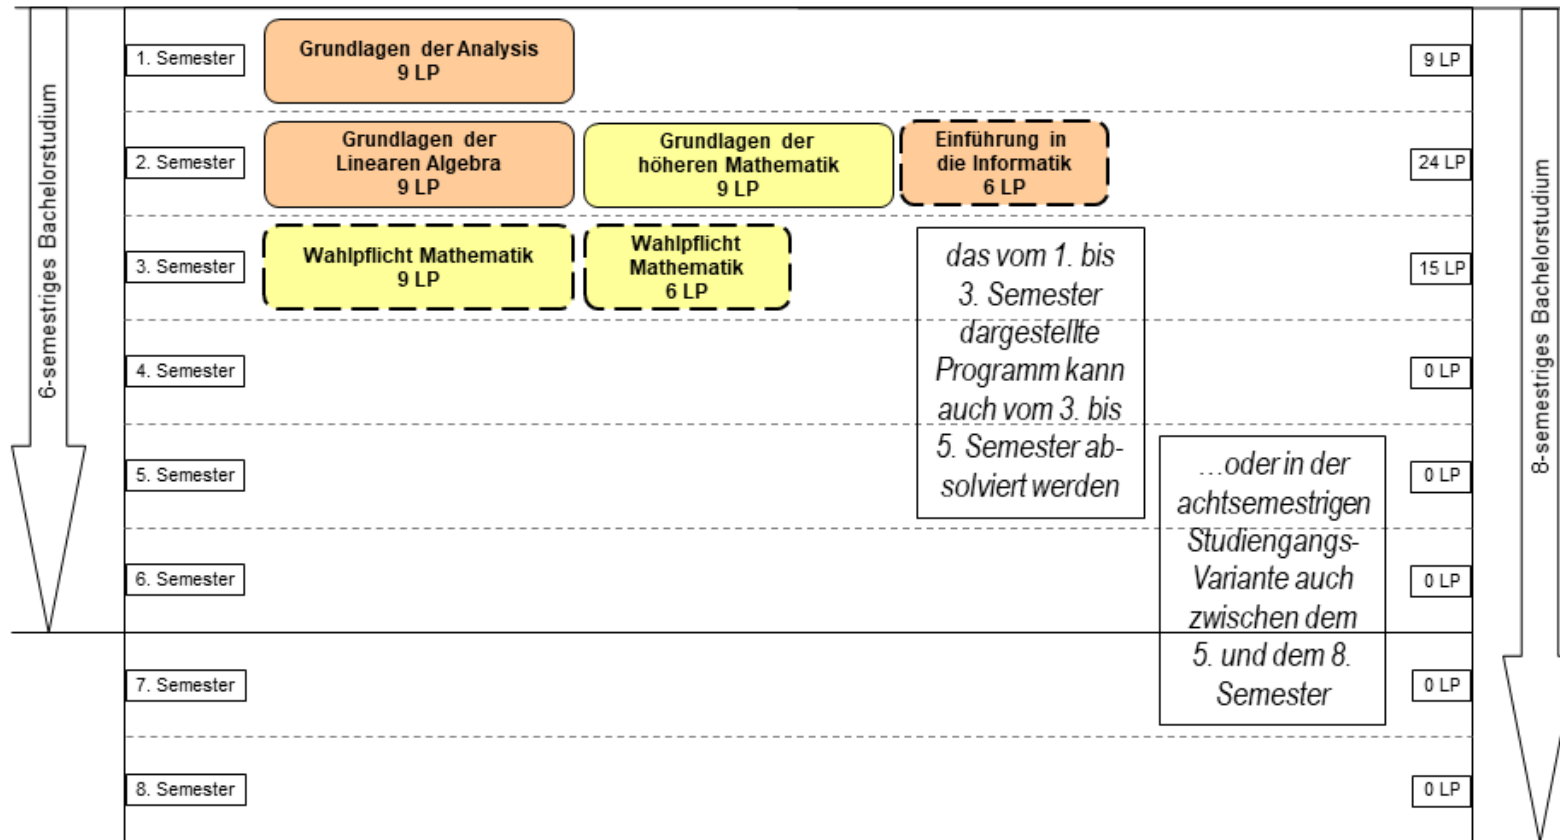 6-semestriges Bachelorstudium
8-semestriges Bachelorstudium
1. Semester
Grundlagen der Analysis
9 LP
9 LP
2. Semester
Grundlagen der
Linearen Algebra
9 LP
Grundlagen der
höheren Mathematik
9 LP
Einführung in
die Informatik
6 LP
24 LP
3. Semester
Wahlpflicht Mathematik
9 LP
Wahlpflicht
Mathematik
6 LP
15 LP
das vom 1. bis
3. Semester
dargestellte
Programm kann
auch vom 3. bis
5. Semester ab-
solviert werden
4. Semester
0 LP
5. Semester
0 LP
...oder in der
achtsemestrigen
Studiengangs-
Variante auch
zwischen dem
5. und dem 8.
Semester
6. Semester
0 LP
7. Semester
0 LP
8. Semester
0 LP